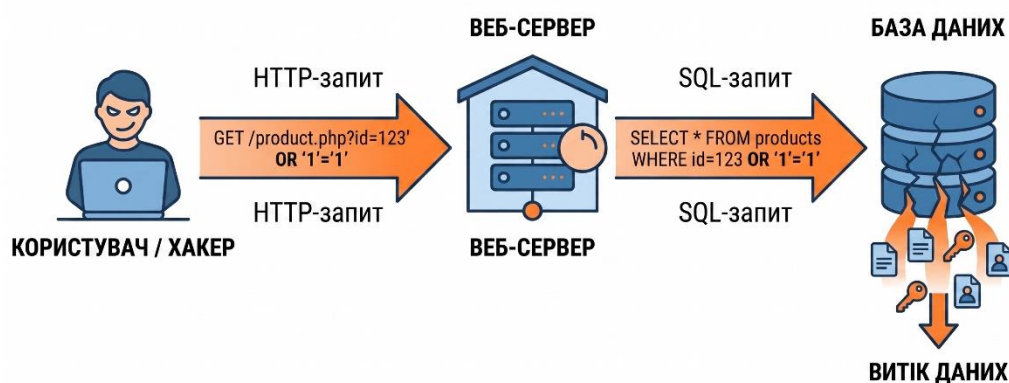 ВЕБ-СЕРВЕР
БАЗА ДАНИХ
HTTP-запит
SQL-запит
GET /product.php?id=123’
OR ‘1’=‘1’
SELECT * FROM products
WHERE id=123 OR ‘1’=‘1’
HTTP-запит
SQL-запит
КОРИСТУВАЧ / ХАКЕР
ВЕБ-СЕРВЕР
ВИТІК ДАНИХ